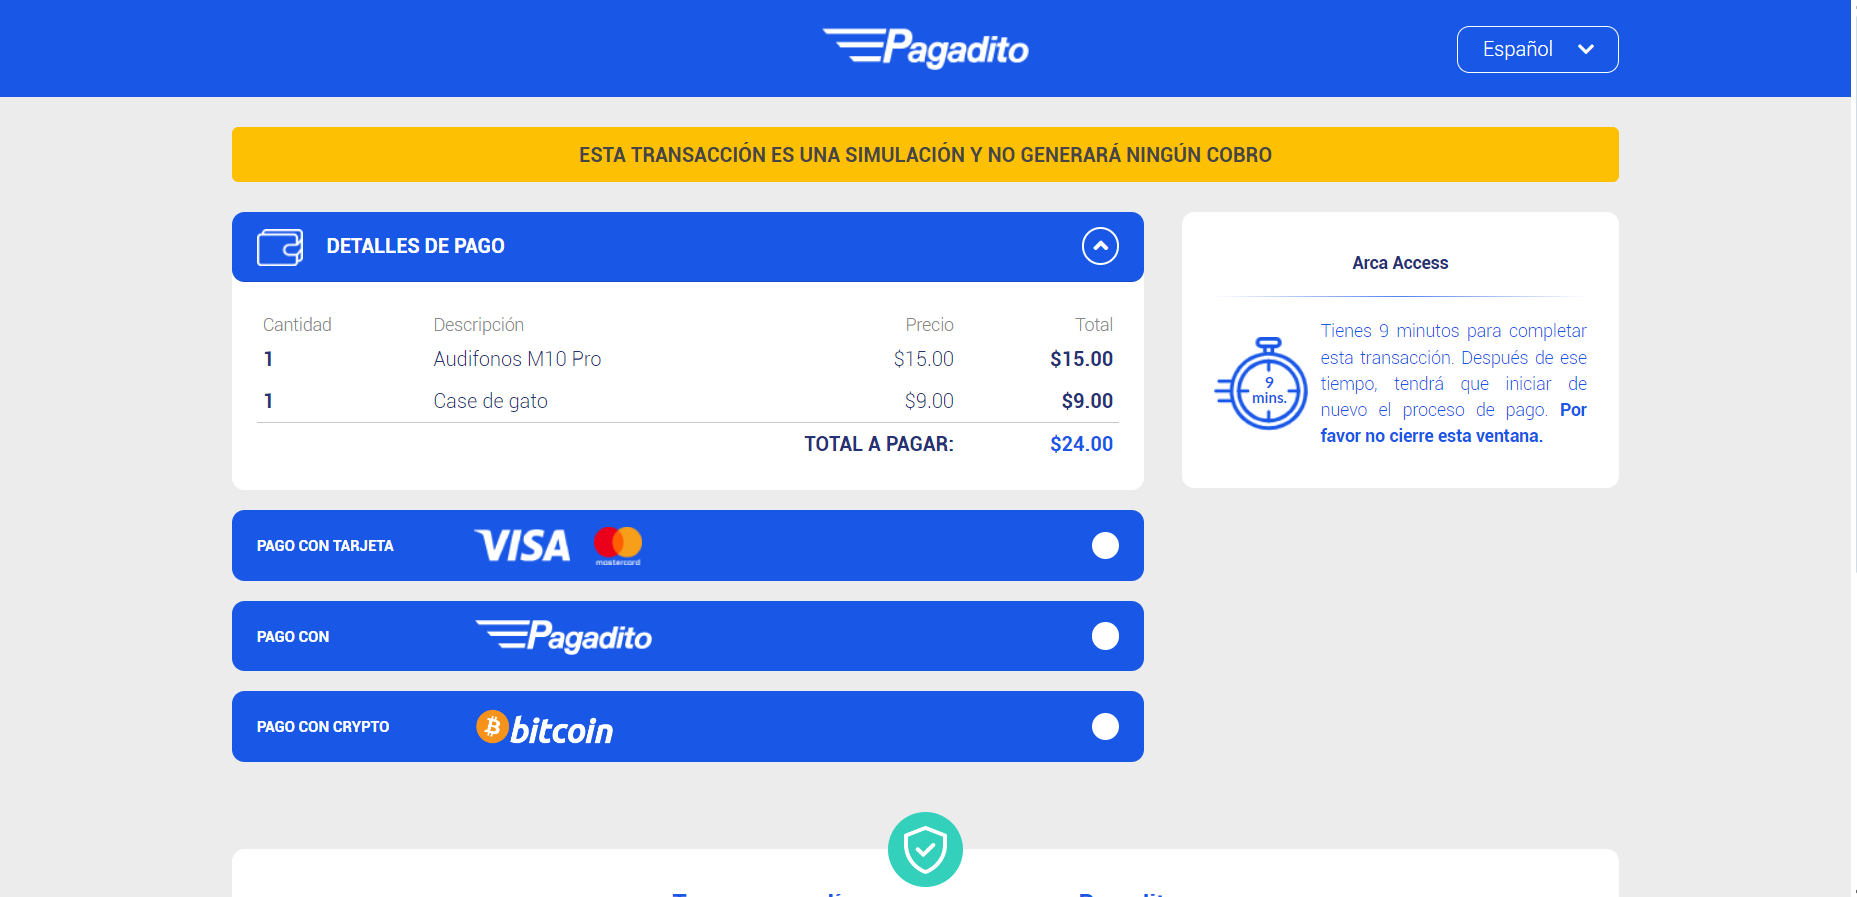 Pagadito
Español
ESTA TRANSACCIÓN ES UNA SIMULACIÓN Y NO GENERARÁ NINGÚN COBRO
DETALLES DE PAGO
Cantidad Descripción Precio Total
1 Audifonos M10 Pro $15.00 $15.00
1 Case de gato $9.00 $9.00
TOTAL A PAGAR: $24.00
Arca Access
9
mins.
Tienes 9 minutos para completar
esta transacción. Después de ese
tiempo, tendrá que iniciar de
nuevo el proceso de pago. Por
favor no cierre esta ventana.
PAGO CON TARJETA VISA mastercard
PAGO CON Pagadito
PAGO CON CRYPTO bitcoin